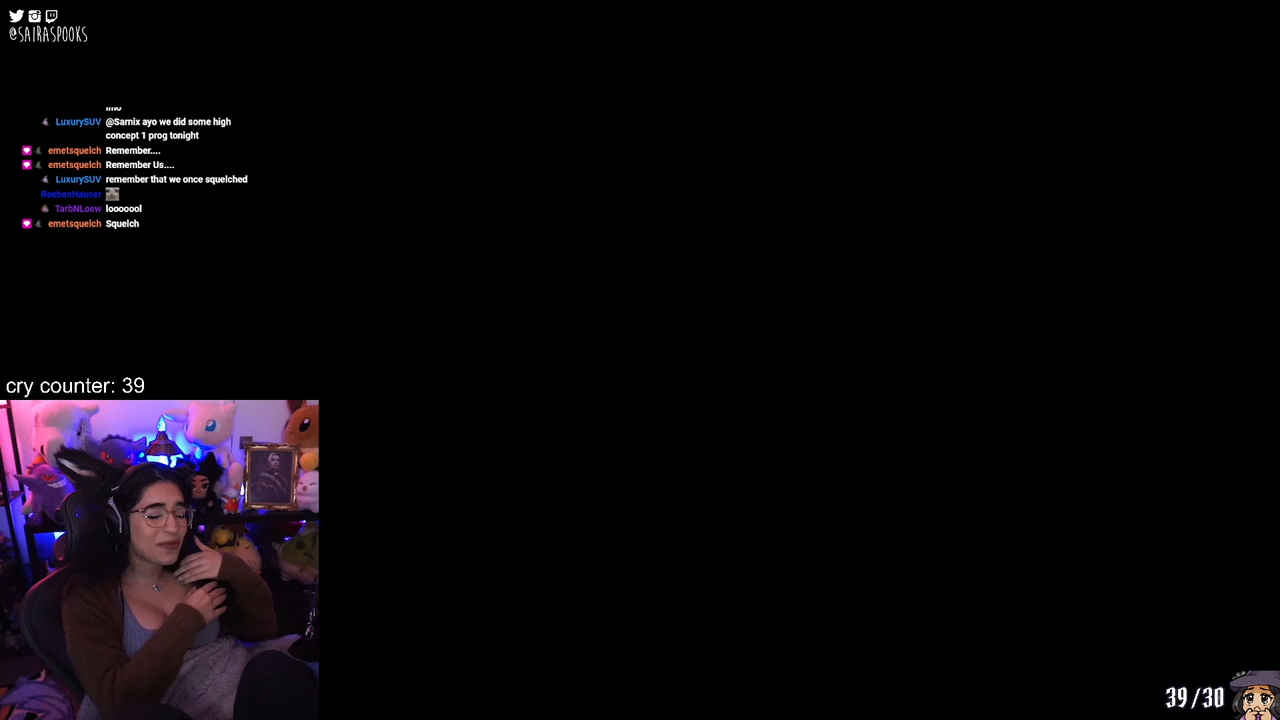 @SAIRASPOOKS
LuxurySUV @Sarnix ayo we did some high
concept 1 prog tonight
emetsquelch Remember....
emetsquelch Remember Us....
LuxurySUV remember that we once squelched
ReebenHauser
TarbNLoew looooool
emetsquelch Squelch
cry counter: 39
39/30